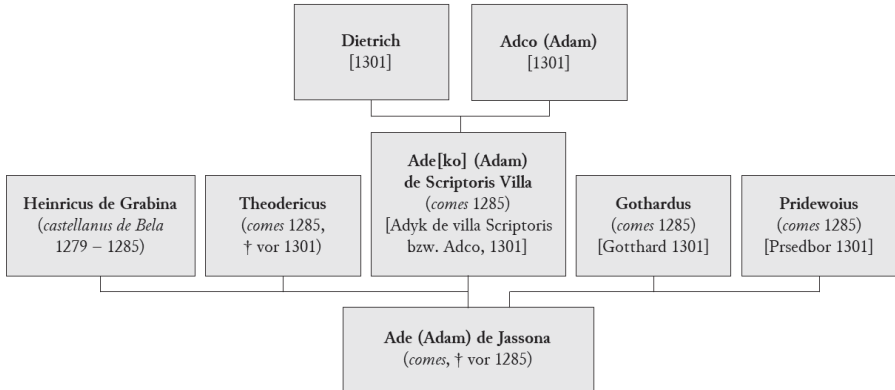 Dietrich
[1301]
Adco (Adam)
[1301]
Heinricus de Grabina
(castellanus de Bela
1279 – 1285)
Theodericus
(comes 1285,
† vor 1301)
Ade[ko] (Adam)
de Scriptoris Villa
(comes 1285)
[Adyk de villa Scriptoris
bzw. Adco, 1301]
Gothardus
(comes 1285)
[Gotthard 1301]
Pridewoius
(comes 1285)
[Prsedbor 1301]
Ade (Adam) de Jassona
(comes, † vor 1285)